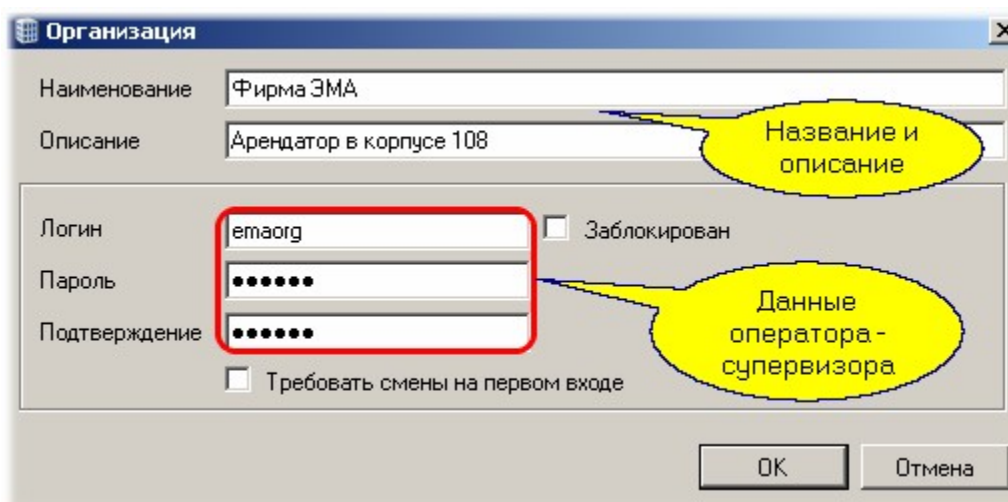 Организация
Наименование
Фирма ЭМА
Описание
Арендатор в корпусе 108
Название и
описание
Логин
emaorg
Заблокирован
Пароль
●●●●●●
Подтверждение
●●●●●●
Данные
оператора-
супервизора
Требовать смены на первом входе
OK
Отмена